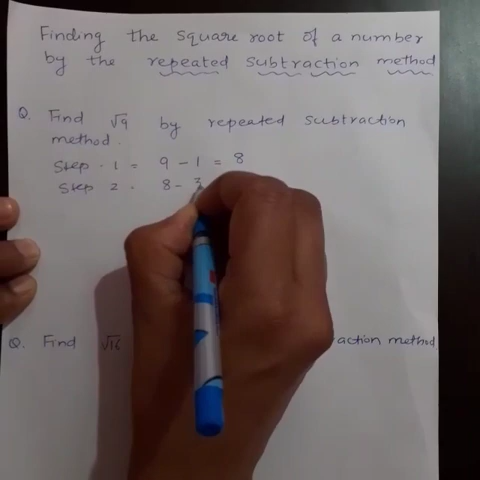 Finding the square root of a number
by the repeated subtraction method
Q. Find √9 by repeated subtraction
method.
Step . 1 = 9 - 1 = 8
Step 2 . 8 - 3
Q. Find √16 action method